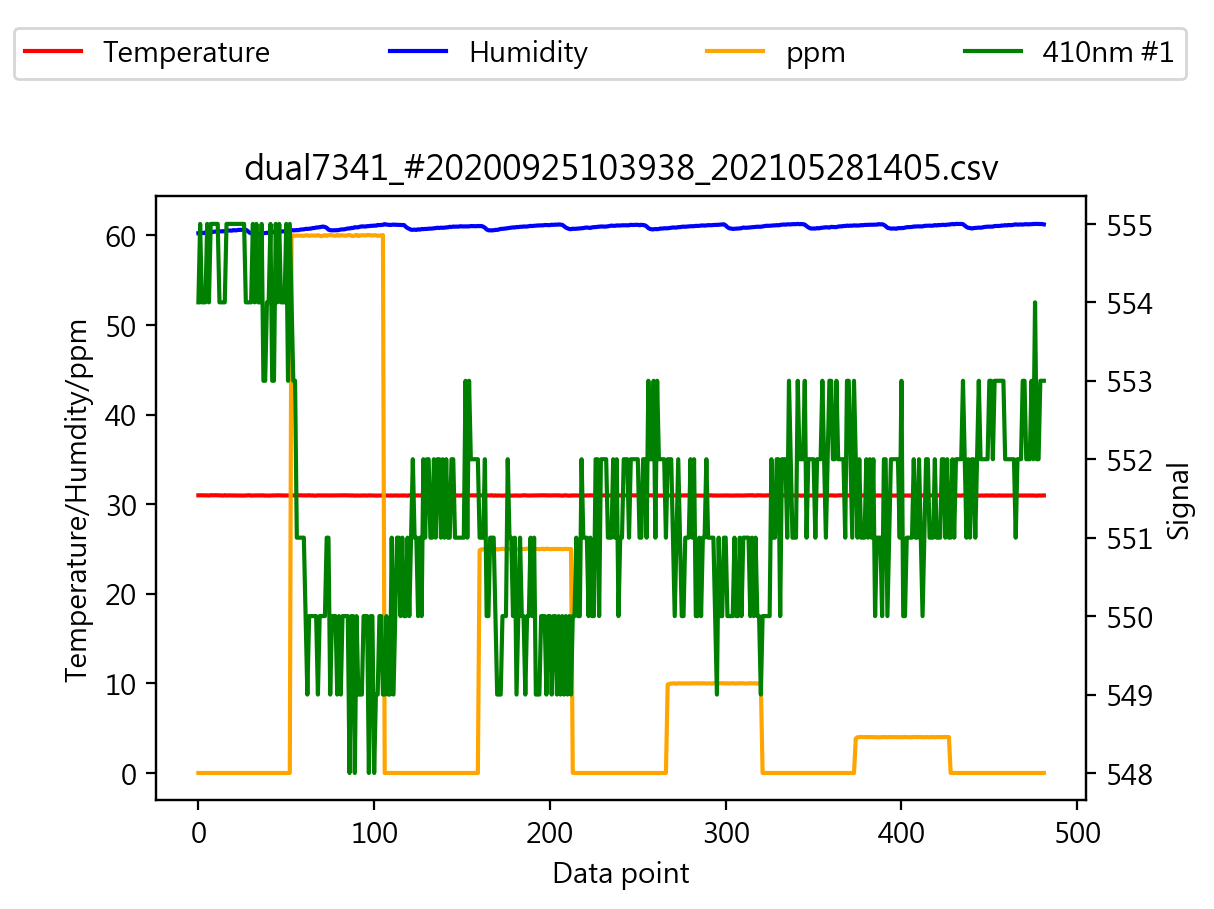 Temperature Humidity ppm 410nm #1
dual7341_#20200925103938_202105281405.csv
60 555
554
50
553
40
552
30
551
20
550
10 549
0 548
Temperature/Humdity/ppm
Signal
0 100 200 300 400 500
Data point